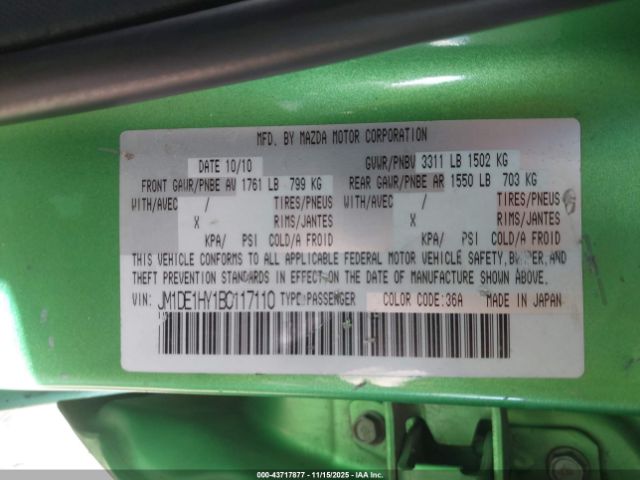 MFD. BY MAZDA MOTOR CORPORATION
DATE 10/10 GVWR/PNBV 3311 LB 1502 KG
FRONT GAWR/PNBE AV 1761 LB 799 KG REAR GAWR/PNBE AR 1550 LB 703 KG
WITH/AVEC / TIRES/PNEUS WITH/AVEC / TIRES/PNEUS
X RIMS/JANTES X RIMS/JANTES
KPA/ PSI COLD/A FROID KPA/ PSI COLD/A FROID
THIS VEHICLE CONFORMS TO ALL APPLICABLE FEDERAL MOTOR VEHICLE SAFETY, AND
THEFT PREVENTION STANDARDS IN EFFECT ON THE DATE OF MANUFACTURE SHOWN ABOVE.
VIN: JM1DE1HY1BC117110 TYPE:PASSENGER COLOR CODE:36A MADE IN JAPAN
000-43717877 - 11/15/2025 - IAA Inc.